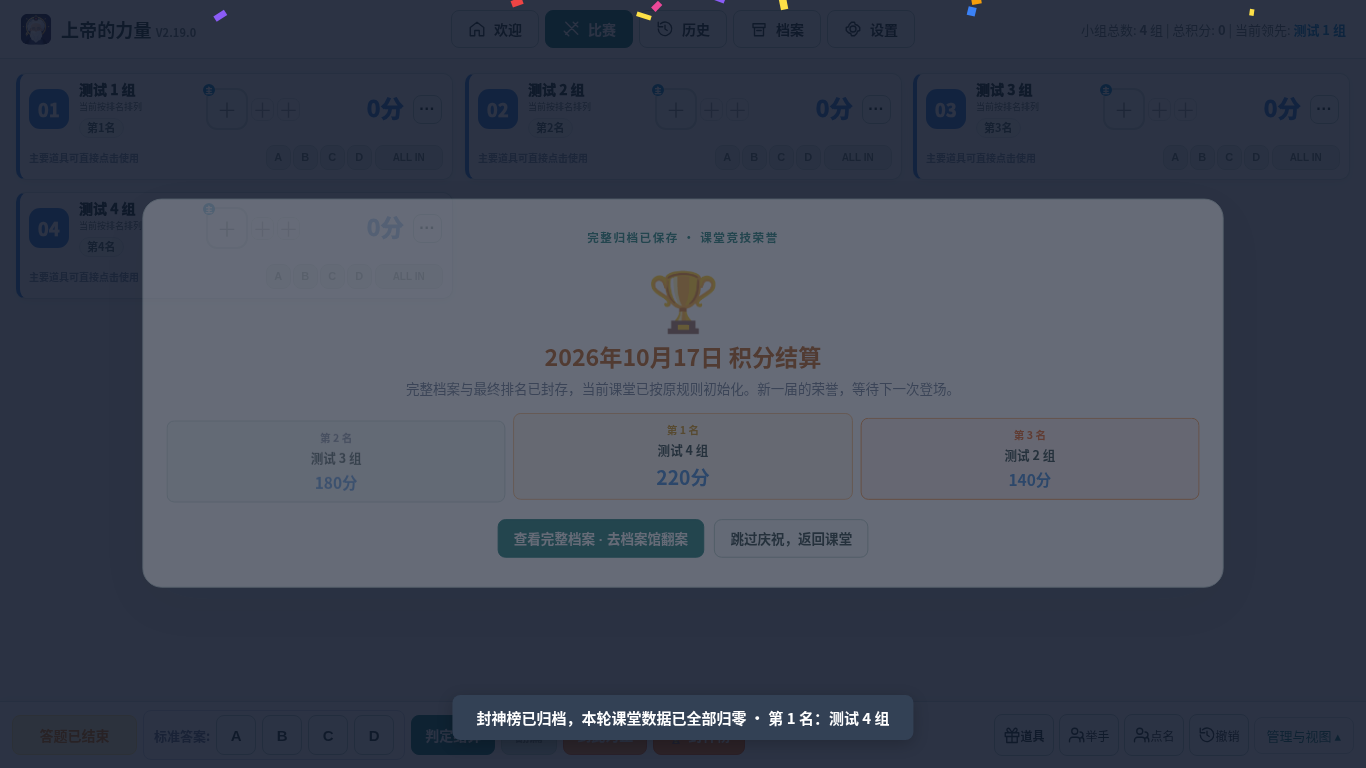 上帝的力量 V2.19.0
欢迎
比赛
历史
档案
设置
小组总数: 4 组 | 总积分: 0 | 当前领先: 测试 1 组
01
测试 1 组
当前按排名排列
第1名
主
0分
主要道具可直接点击使用
A B C D ALL IN
02
测试 2 组
当前按排名排列
第2名
主
0分
主要道具可直接点击使用
A B C D ALL IN
03
测试 3 组
当前按排名排列
第3名
主
0分
主要道具可直接点击使用
A B C D ALL IN
04
测试 4 组
当前按排名排列
第4名
主
0分
主要道具可直接点击使用
A B C D ALL IN
完整归档已保存 · 课堂竞技荣誉
2026年10月17日 积分结算
完整档案与最终排名已封存，当前课堂已按原规则初始化。新一届的荣誉，等待下一次登场。
第 2 名
测试 3 组
180分
第 1 名
测试 4 组
220分
第 3 名
测试 2 组
140分
查看完整档案 · 去档案馆翻案
跳过庆祝，返回课堂
封神榜已归档，本轮课堂数据已全部归零 · 第 1 名：测试 4 组
答题已结束
标准答案:
A B C D
判定
道具
举手
点名
撤销
管理与视图 ▴